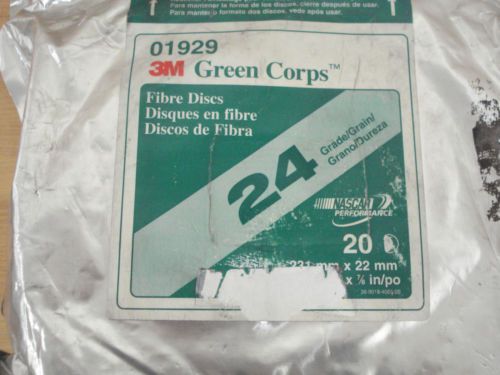 Para mantener la forme de los discos, cierre después de usar.
Para manter o formato dos discos, vede após usar.
01929
3M Green Corps™
Fibre Discs
Disques en fibre
Discos de Fibra
24
Grade/Grain/
Grano/Dureza
NASCAR
PERFORMANCE
20
mm x 22 mm
x 7/8 in/po